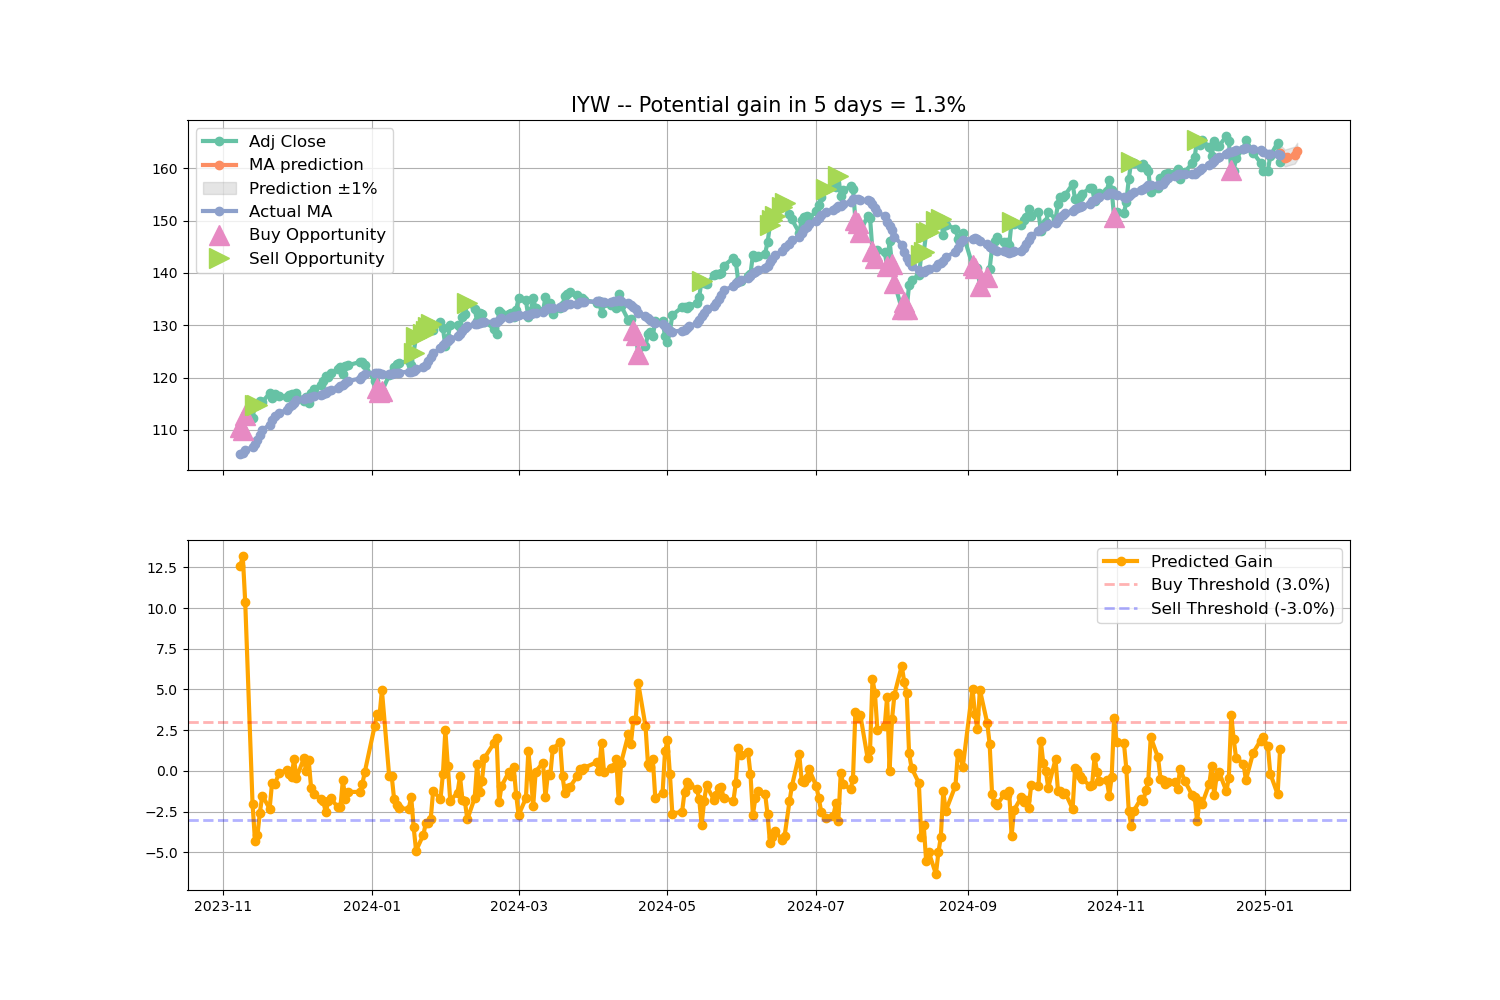 IYW -- Potential gain in 5 days = 1.3%
Adj Close
MA prediction
Prediction ±1%
Actual MA
Buy Opportunity
Sell Opportunity
160
150
140
130
120
110
Predicted Gain
Buy Threshold (3.0%)
Sell Threshold (-3.0%)
12.5
10.0
7.5
5.0
2.5
0.0
−2.5
−5.0
2023-11 2024-01 2024-03 2024-05 2024-07 2024-09 2024-11 2025-01